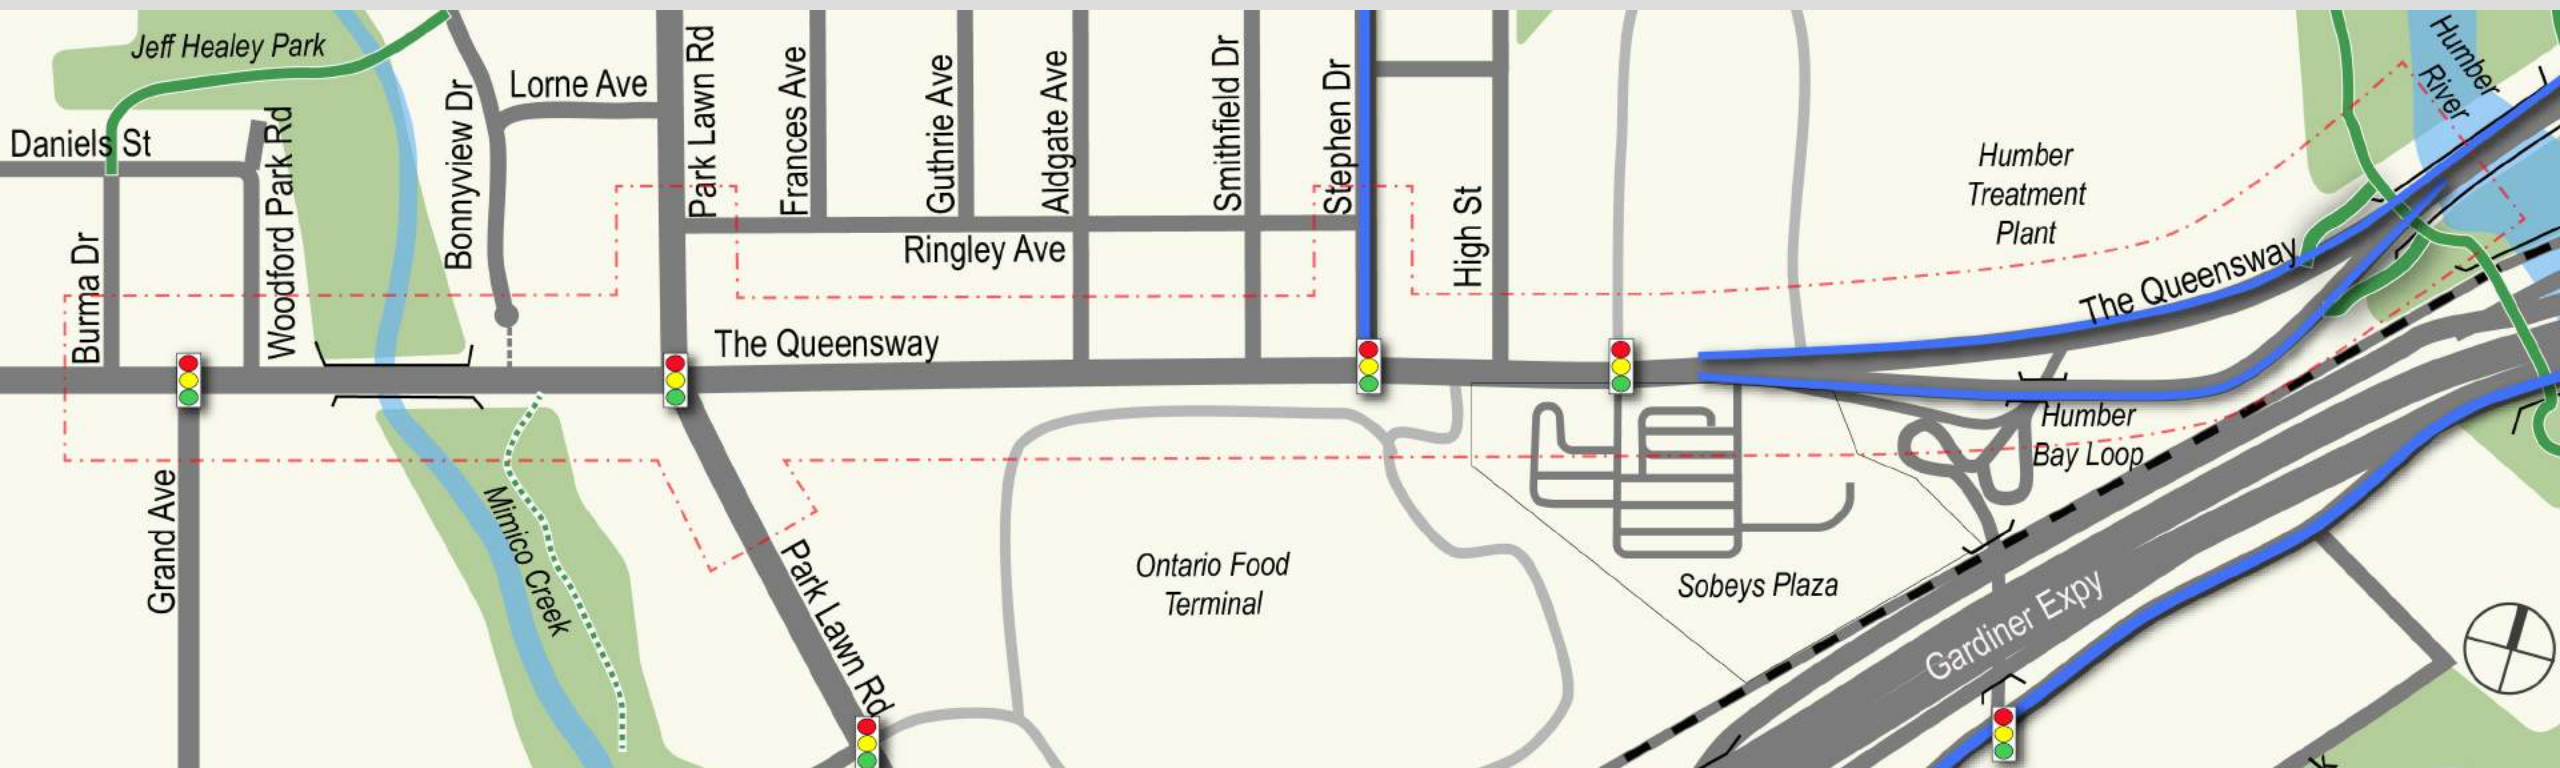 Jeff Healey Park
Daniels St
Burma Dr
Woodford Park Rd
Bonnyview Dr
Lorne Ave
Park Lawn Rd
Frances Ave
Guthrie Ave
Aldgate Ave
Smithfield Dr
Stephen Dr
High St
Ringley Ave
The Queensway
Humber
Treatment
Plant
Humber
River
The Queensway
Humber
Bay Loop
Grand Ave
Mimico Creek
Park Lawn Rd
Ontario Food
Terminal
Sobeys Plaza
Gardiner Expy